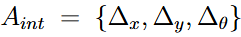 A_int = {Δ_x, Δ_y, Δ_θ}